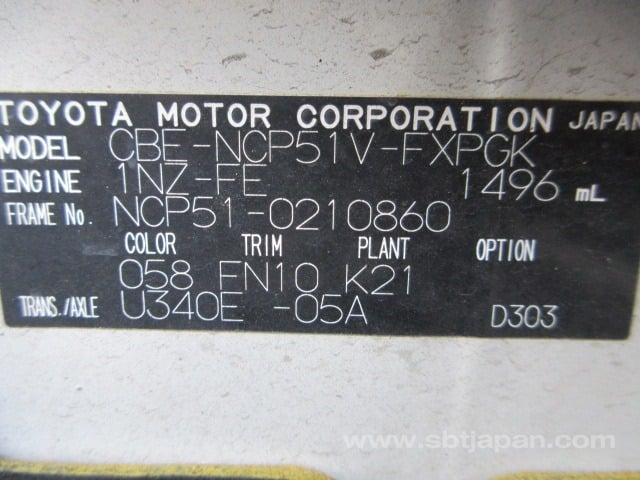 TOYOTA MOTOR CORPORATION JAPAN
MODEL CBE-NCP51V-FXPGK
ENGINE 1NZ-FE 1496 mL
FRAME No. NCP51-0210860
COLOR TRIM PLANT OPTION
058 FN10 K21
TRANS./AXLE U340E -05A D303
www.sbtjapan.com